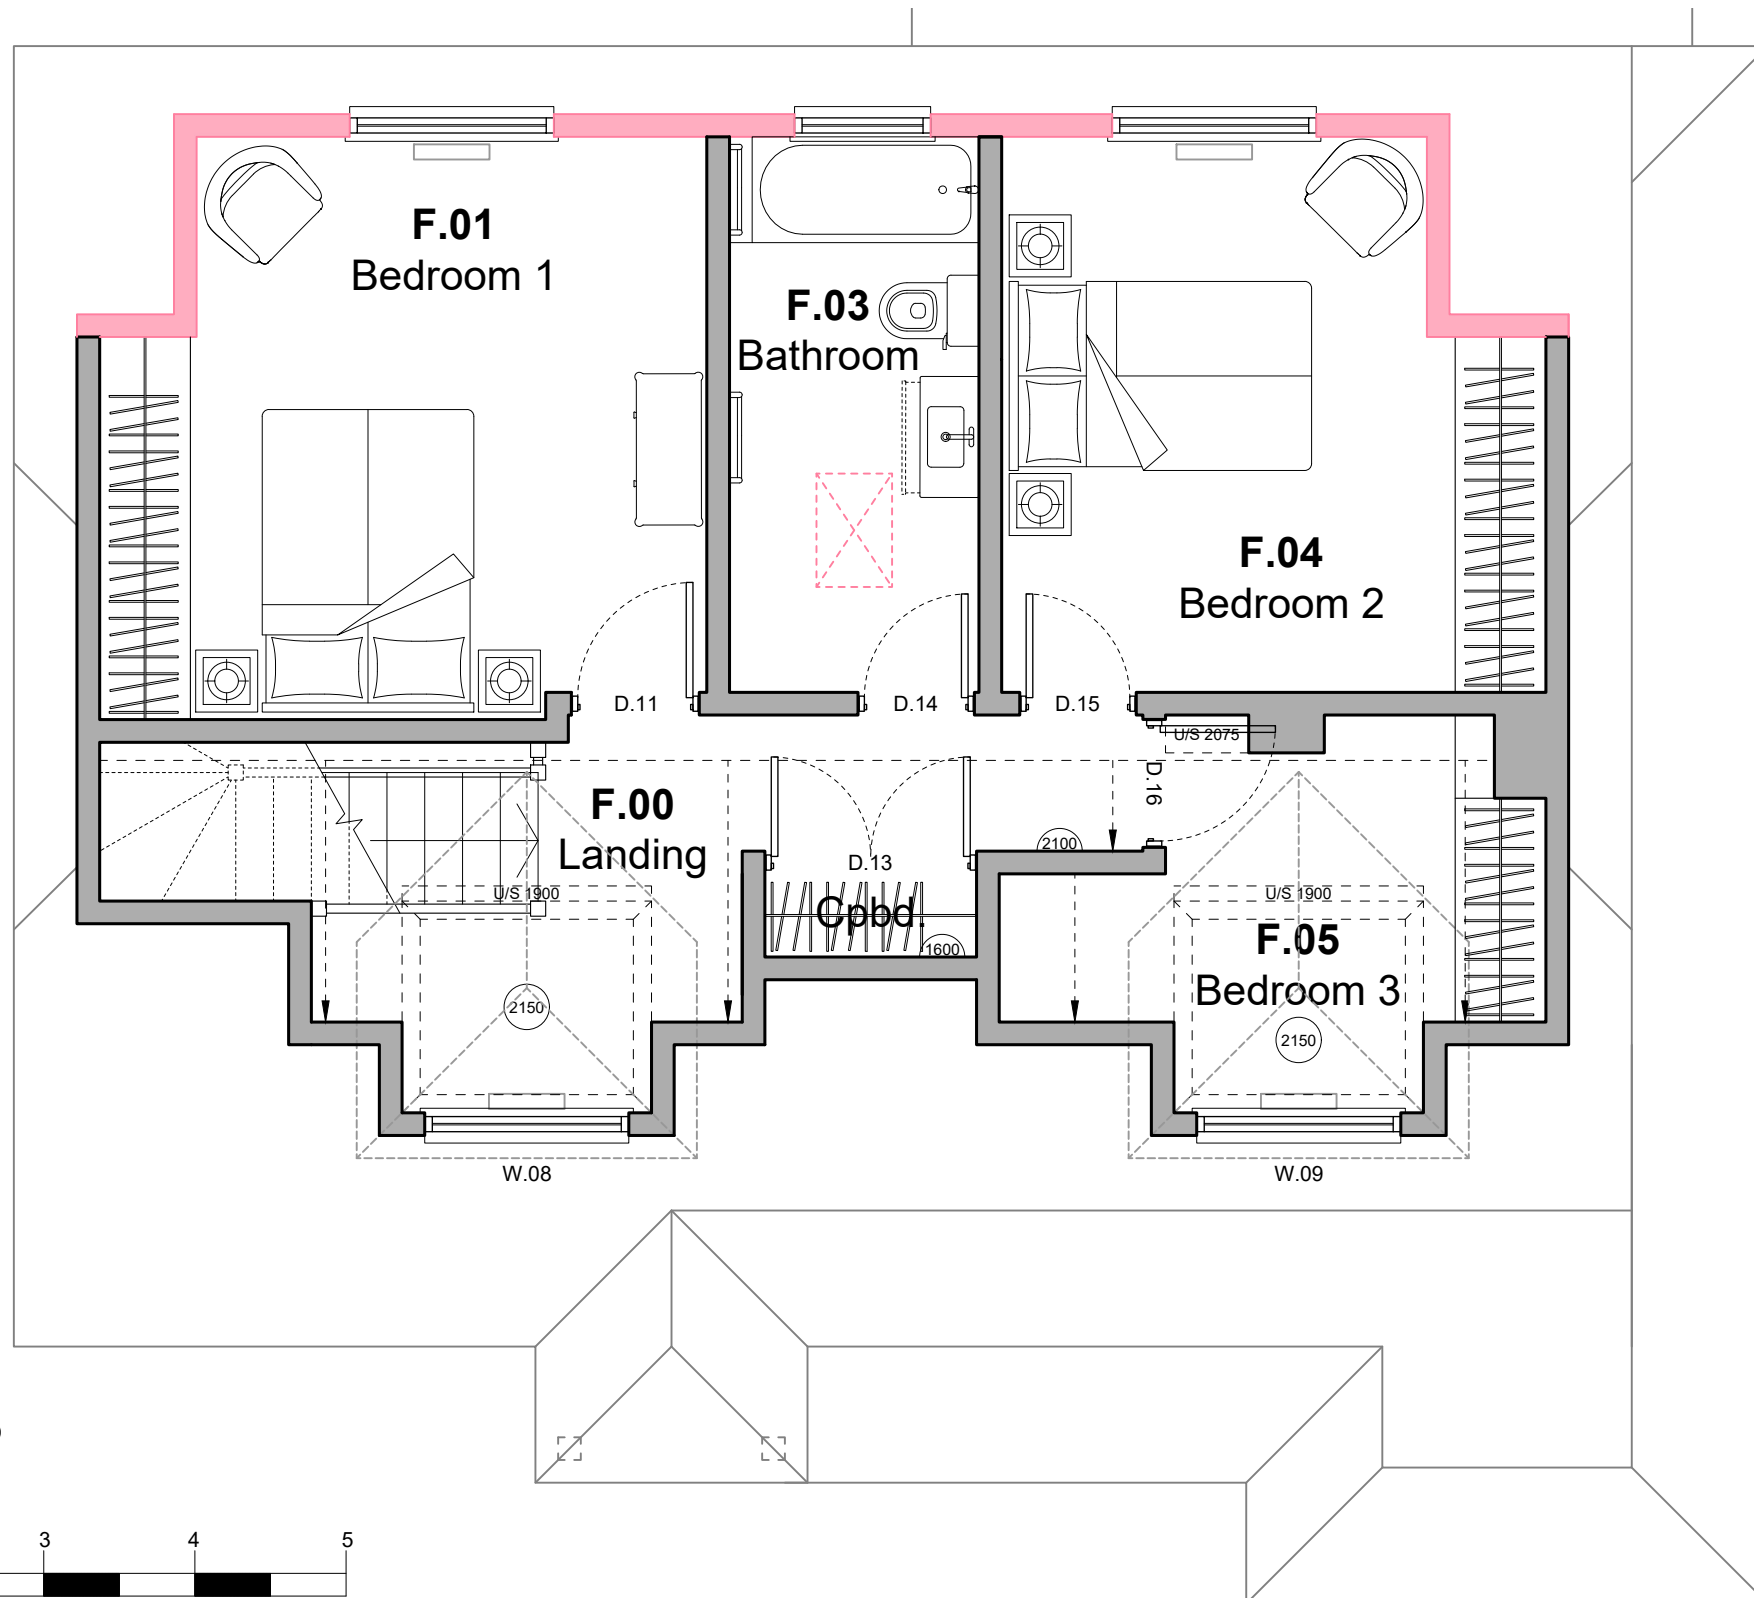 F.01
Bedroom 1
F.03
Bathroom
F.04
Bedroom 2
D.11
D.14
D.15
U/S 2075
D.16
F.00
Landing
2100
D.13
U/S 1900
Cpbd.
1600
U/S 1900
F.05
Bedroom 3
2150
2150
W.08
W.09
3
4
5